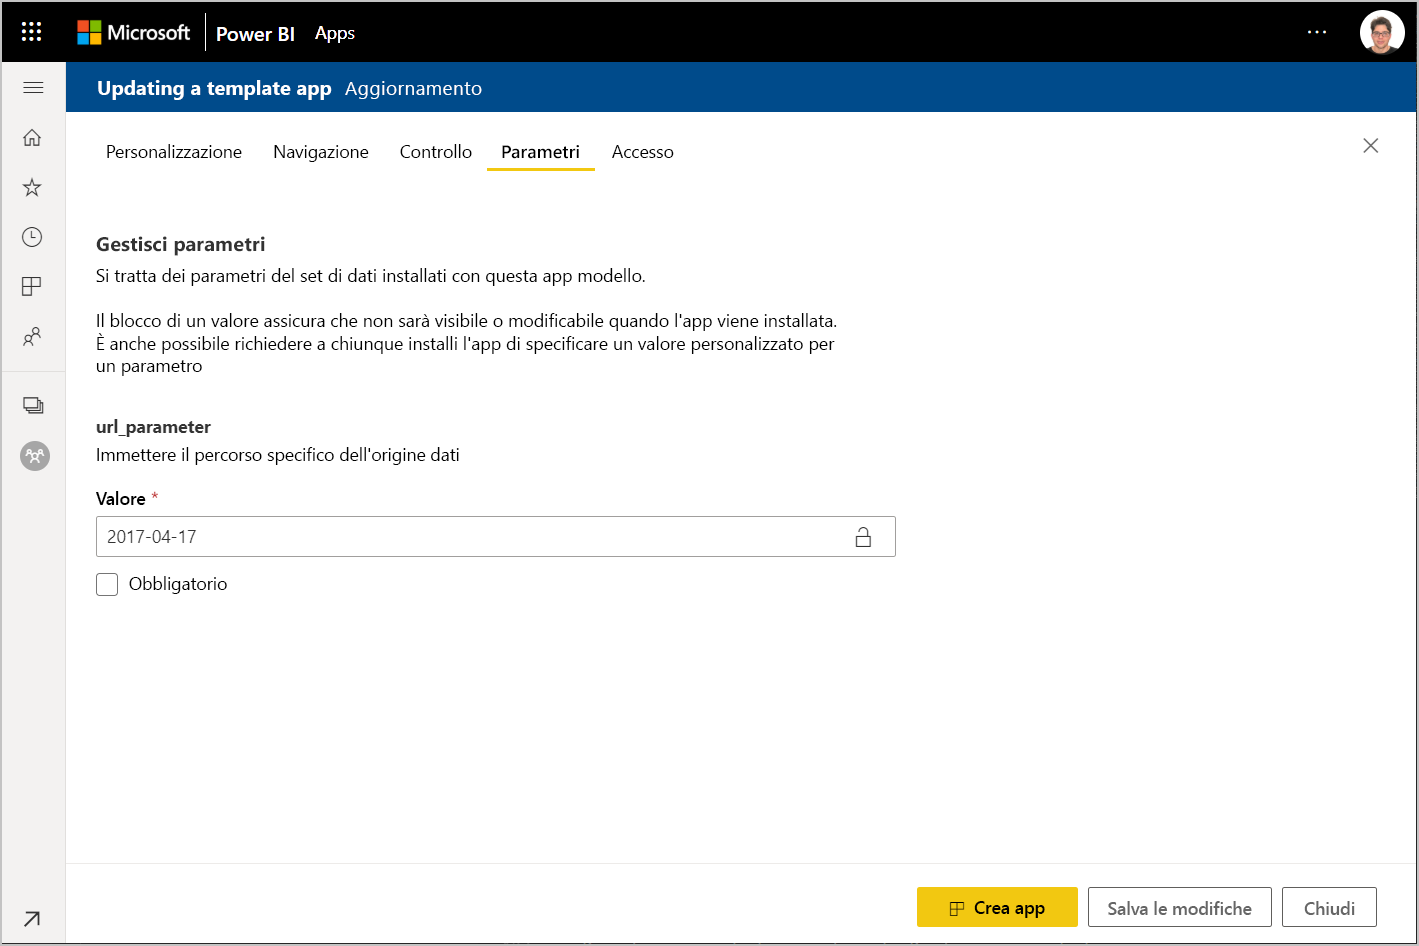 Microsoft Power BI Apps
Updating a template app Aggiornamento
Personalizzazione Navigazione Controllo Parametri Accesso
Gestisci parametri
Si tratta dei parametri del set di dati installati con questa app modello.
Il blocco di un valore assicura che non sarà visibile o modificabile quando l'app viene installata.
È anche possibile richiedere a chiunque installi l'app di specificare un valore personalizzato per
un parametro
url_parameter
Immettere il percorso specifico dell'origine dati
Valore *
2017-04-17
Obbligatorio
Crea app Salva le modifiche Chiudi